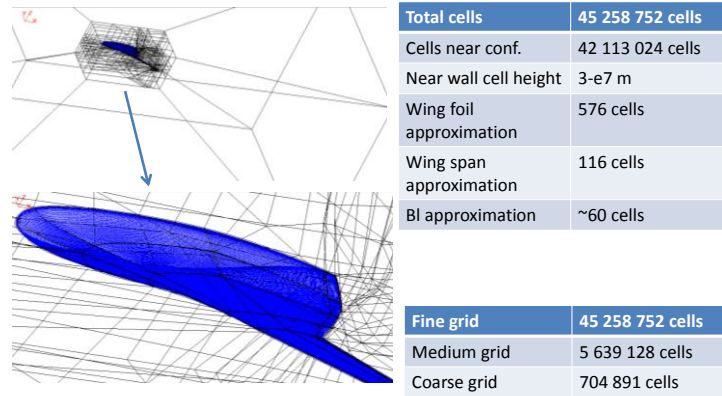 Total cells 45 258 752 cells
Cells near conf. 42 113 024 cells
Near wall cell height 3-e7 m
Wing foil 576 cells
approximation
Wing span 116 cells
approximation
Bl approximation ~60 cells
Fine grid 45 258 752 cells
Medium grid 5 639 128 cells
Coarse grid 704 891 cells